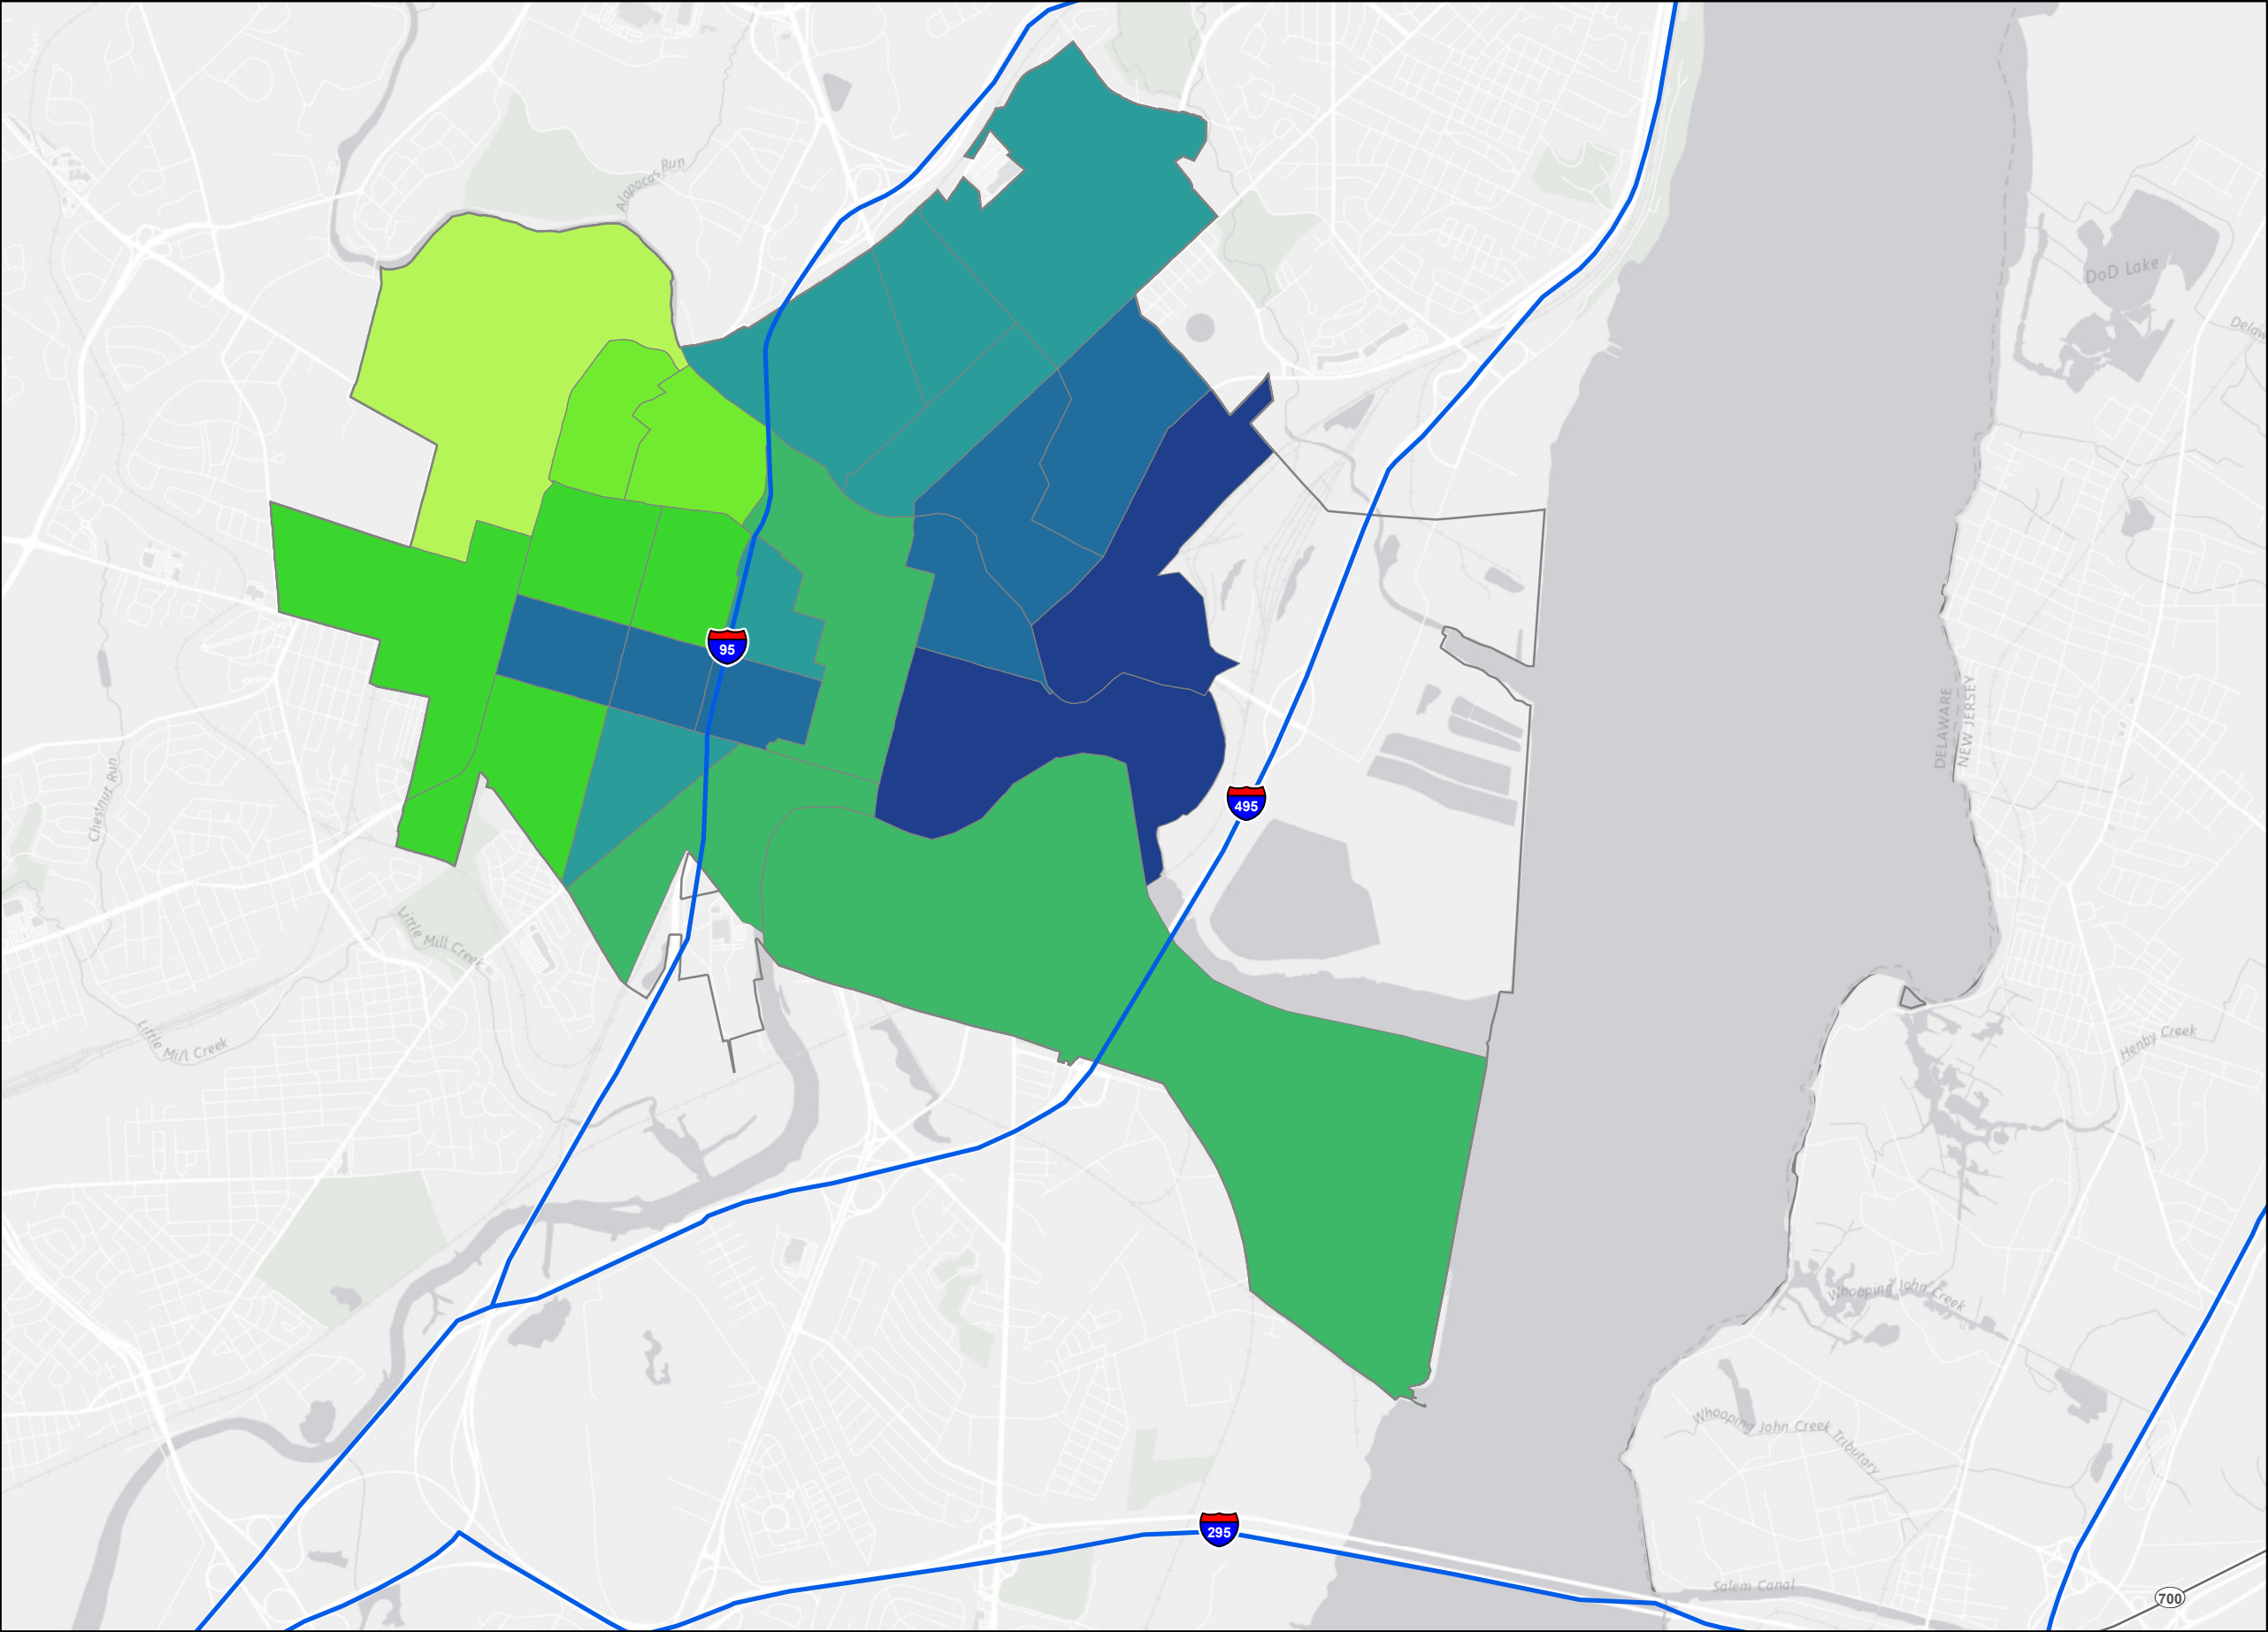 Alapocas Run
DoD Lake
Delaw
95
DELAWARE
NEW JERSEY
Chestnut Run
495
Little Mill Creek
Little Mill Creek
Henby Creek
Whooping John Creek
Whooping John Creek Tributary
295
Salem Canal
700